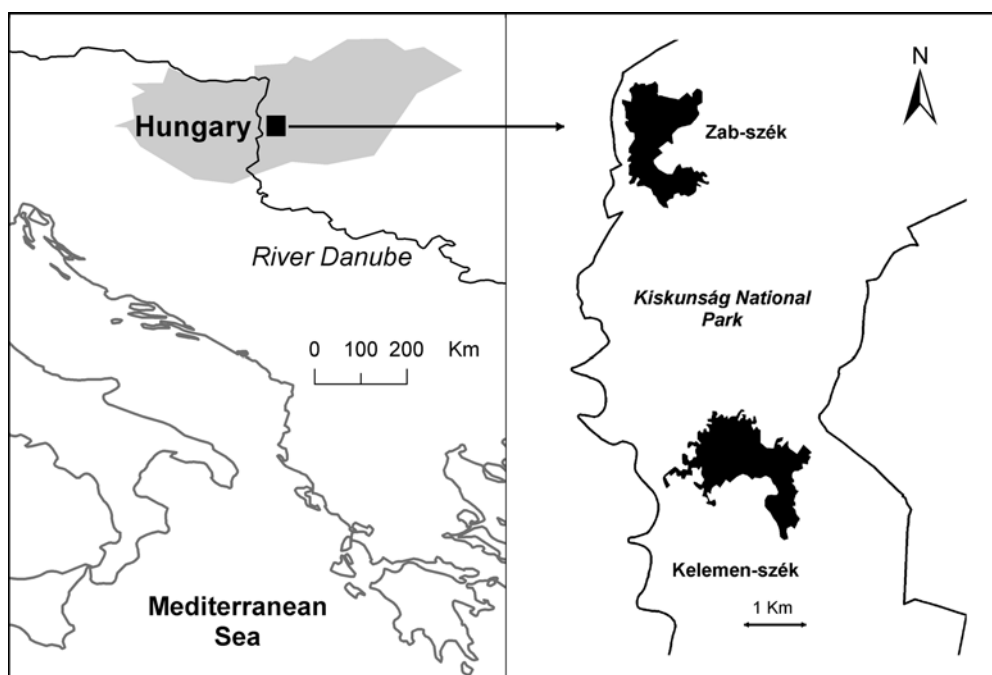 Hungary
River Danube
0 100 200 Km
Mediterranean
Sea
N
Zab-szék
Kiskunság National
Park
Kelemen-szék
1 Km